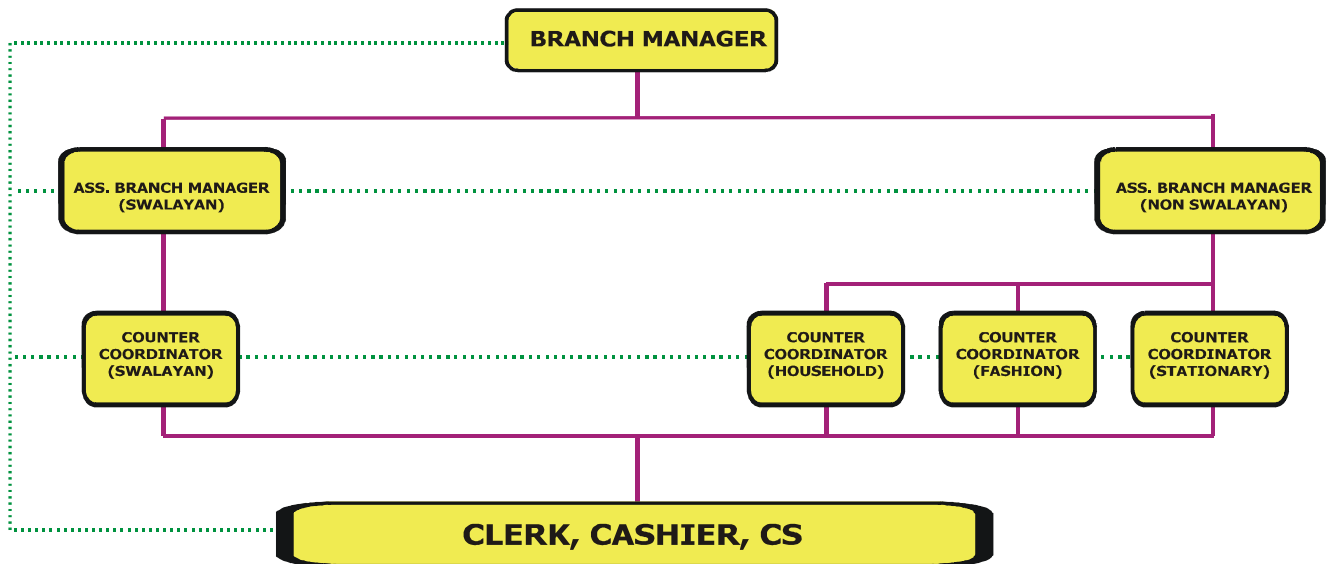 BRANCH MANAGER
ASS. BRANCH MANAGER
(SWALAYAN)
ASS. BRANCH MANAGER
(NON SWALAYAN)
COUNTER
COORDINATOR
(SWALAYAN)
COUNTER
COORDINATOR
(HOUSEHOLD)
COUNTER
COORDINATOR
(FASHION)
COUNTER
COORDINATOR
(STATIONARY)
CLERK, CASHIER, CS